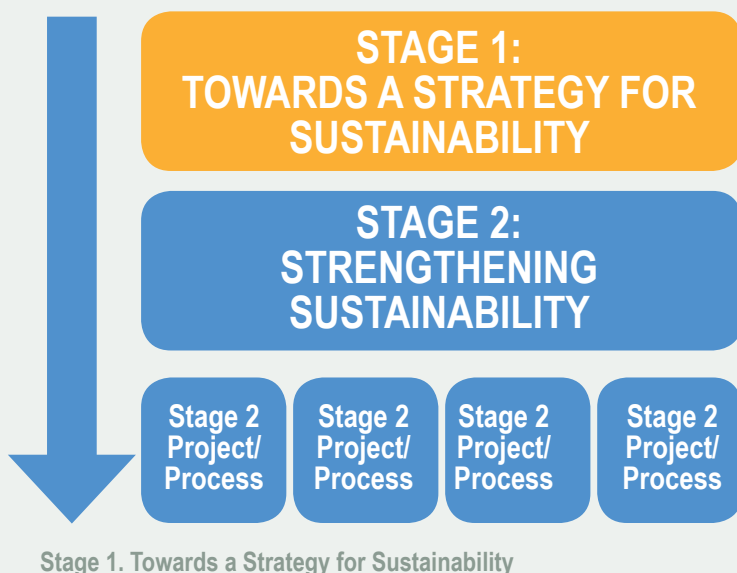 STAGE 1:
TOWARDS A STRATEGY FOR
SUSTAINABILITY
STAGE 2:
STRENGTHENING
SUSTAINABILITY
Stage 2
Project/
Process
Stage 2
Project/
Process
Stage 2
Project/
Process
Stage 2
Project/
Process
Stage 1. Towards a Strategy for Sustainability